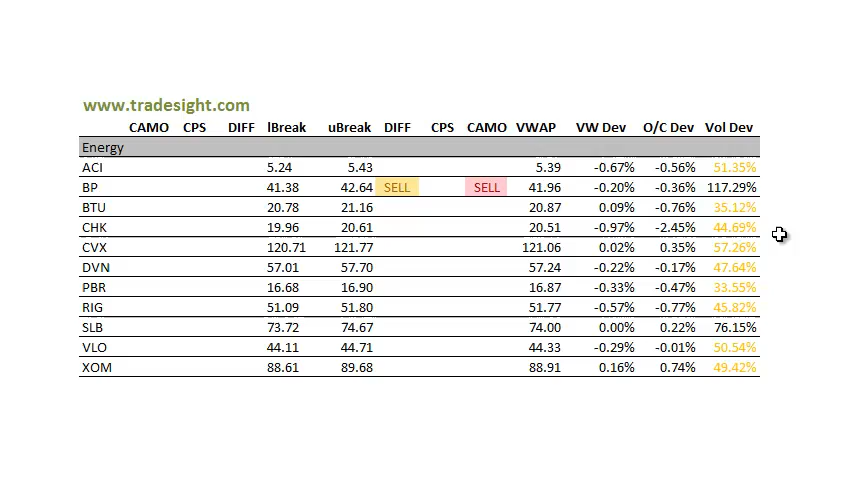 www.tradesight.com
CAMO CPS DIFF lBreak uBreak DIFF CPS CAMO VWAP VW Dev O/C Dev Vol Dev
Energy
ACI 5.24 5.43 5.39 -0.67% -0.56% 51.35%
BP 41.38 42.64 SELL SELL 41.96 -0.20% -0.36% 117.29%
BTU 20.78 21.16 20.87 0.09% -0.76% 35.12%
CHK 19.96 20.61 20.51 -0.97% -2.45% 44.69%
CVX 120.71 121.77 121.06 0.02% 0.35% 57.26%
DVN 57.01 57.70 57.24 -0.22% -0.17% 47.64%
PBR 16.68 16.90 16.87 -0.33% -0.47% 33.55%
RIG 51.09 51.80 51.77 -0.57% -0.77% 45.82%
SLB 73.72 74.67 74.00 0.00% 0.22% 76.15%
VLO 44.11 44.71 44.33 -0.29% -0.01% 50.54%
XOM 88.61 89.68 88.91 0.16% 0.74% 49.42%